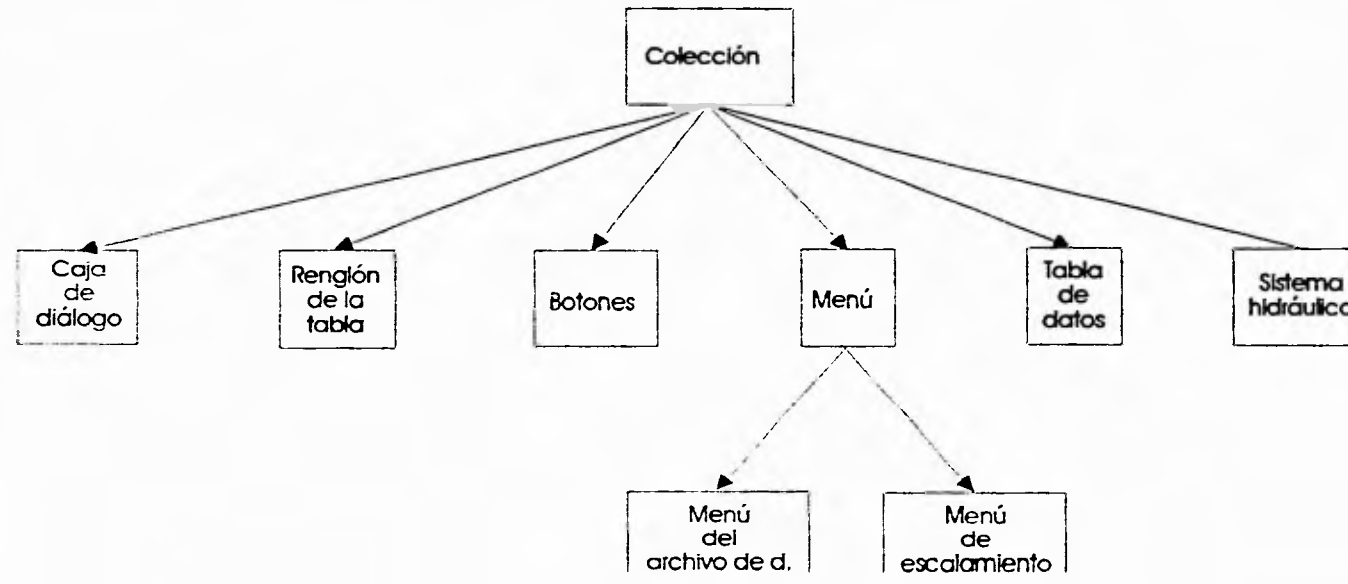 Colección
Caja
de
diálogo
Renglón
de la
tabla
Botones
Menú
Tabla
de
datos
Sistema
hidráulico
Menú
del
archivo de d.
Menú
de
escalamiento